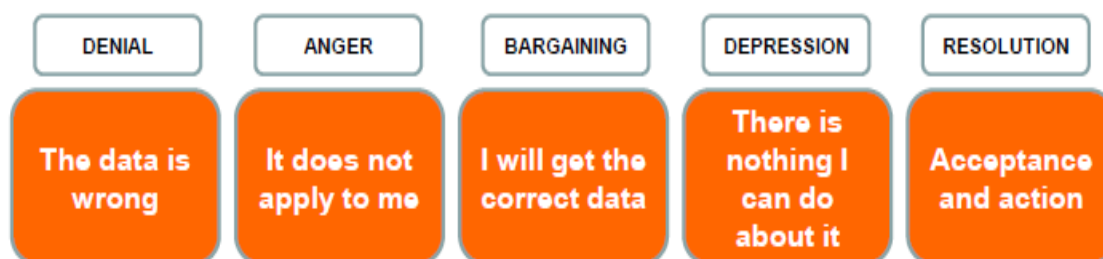 DENIAL
ANGER
BARGAINING
DEPRESSION
RESOLUTION
The data is
wrong
It does not
apply to me
I will get the
correct data
There is
nothing I
can do
about it
Acceptance
and action